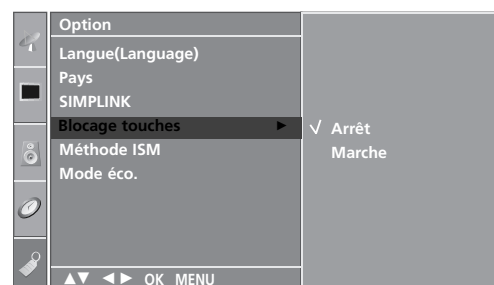 Option
Langue(Language)
Pays
SIMPLINK
Blocage touches ►
√ Arrêt
Marche
Méthode ISM
Mode éco.
▲▼ ◄► OK MENU